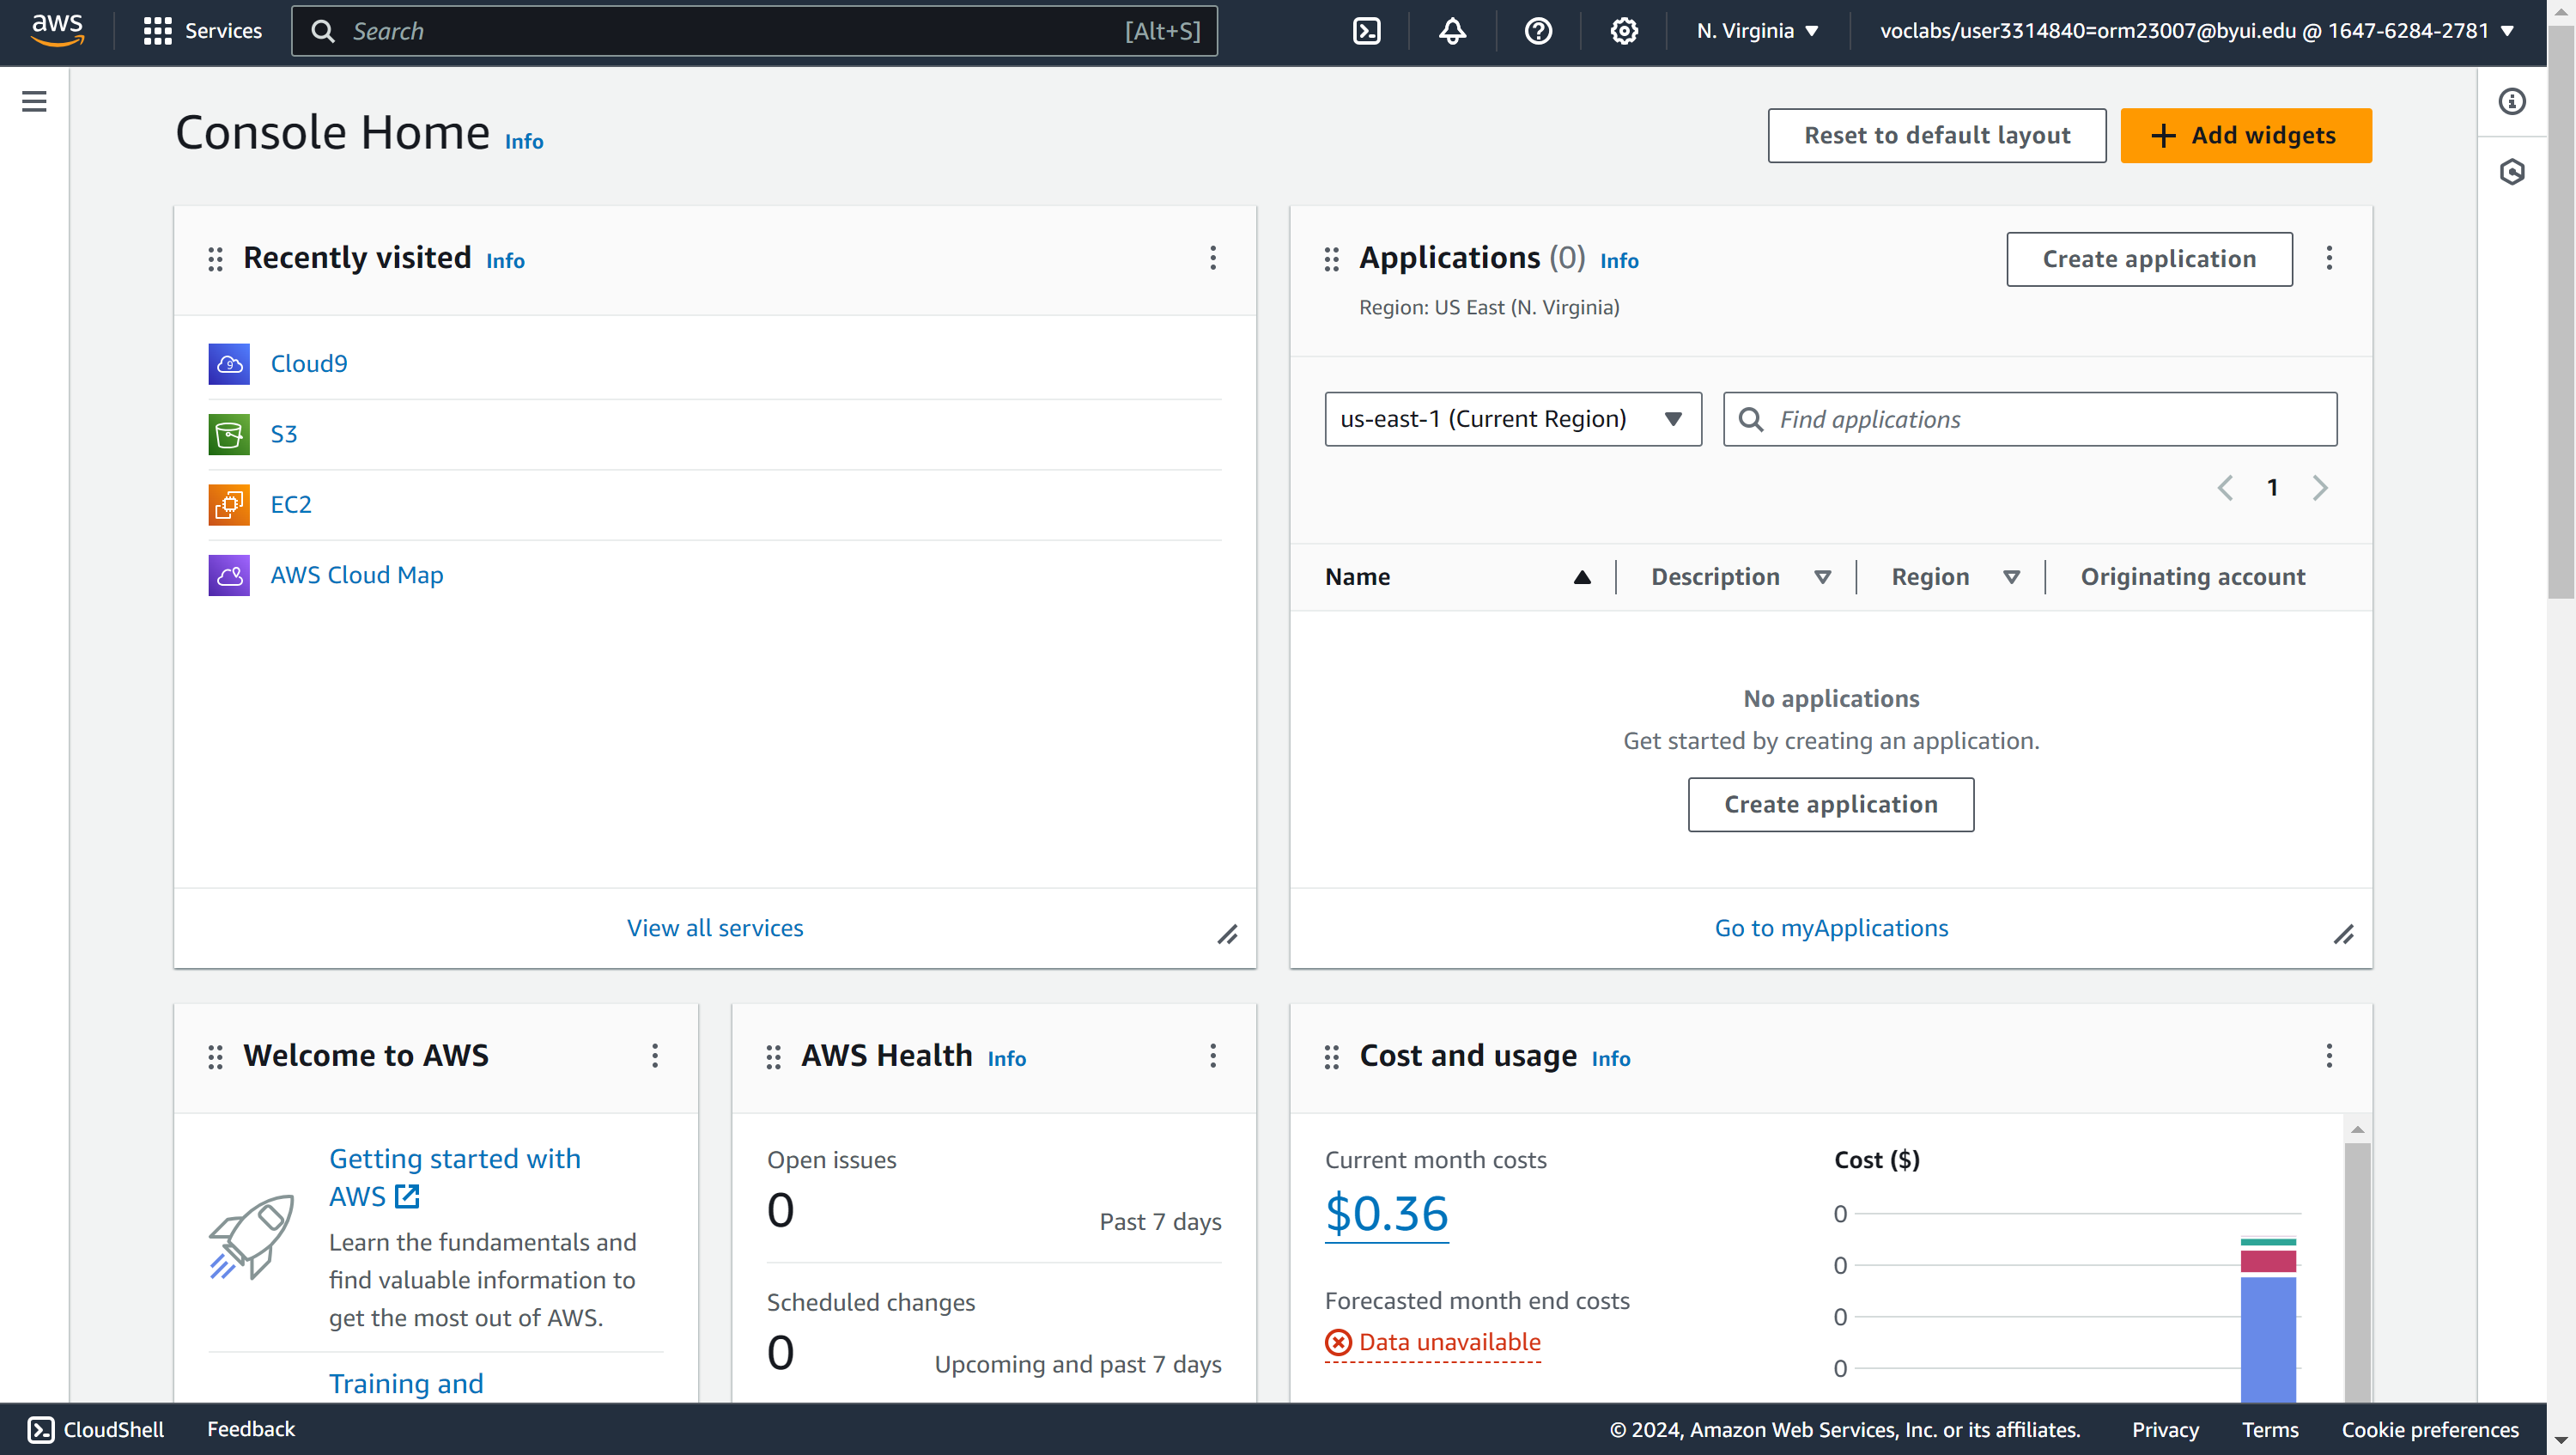 aws
Services
Search
[Alt+S]
N. Virginia
voclabs/user3314840=orm23007@byui.edu @ 1647-6284-2781
Console Home
Info
Reset to default layout
Add widgets
Recently visited
Info
Cloud9
S3
EC2
AWS Cloud Map
View all services
Applications (0)
Info
Create application
Region: US East (N. Virginia)
us-east-1 (Current Region)
Find applications
1
Name
Description
Region
Originating account
No applications
Get started by creating an application.
Create application
Go to myApplications
Welcome to AWS
Getting started with
AWS
Learn the fundamentals and
find valuable information to
get the most out of AWS.
Training and
AWS Health
Info
Open issues
0
Past 7 days
Scheduled changes
0
Upcoming and past 7 days
Cost and usage
Info
Current month costs
$0.36
Forecasted month end costs
Data unavailable
Cost ($)
0
0
0
0
CloudShell
Feedback
© 2024, Amazon Web Services, Inc. or its affiliates.
Privacy
Terms
Cookie preferences